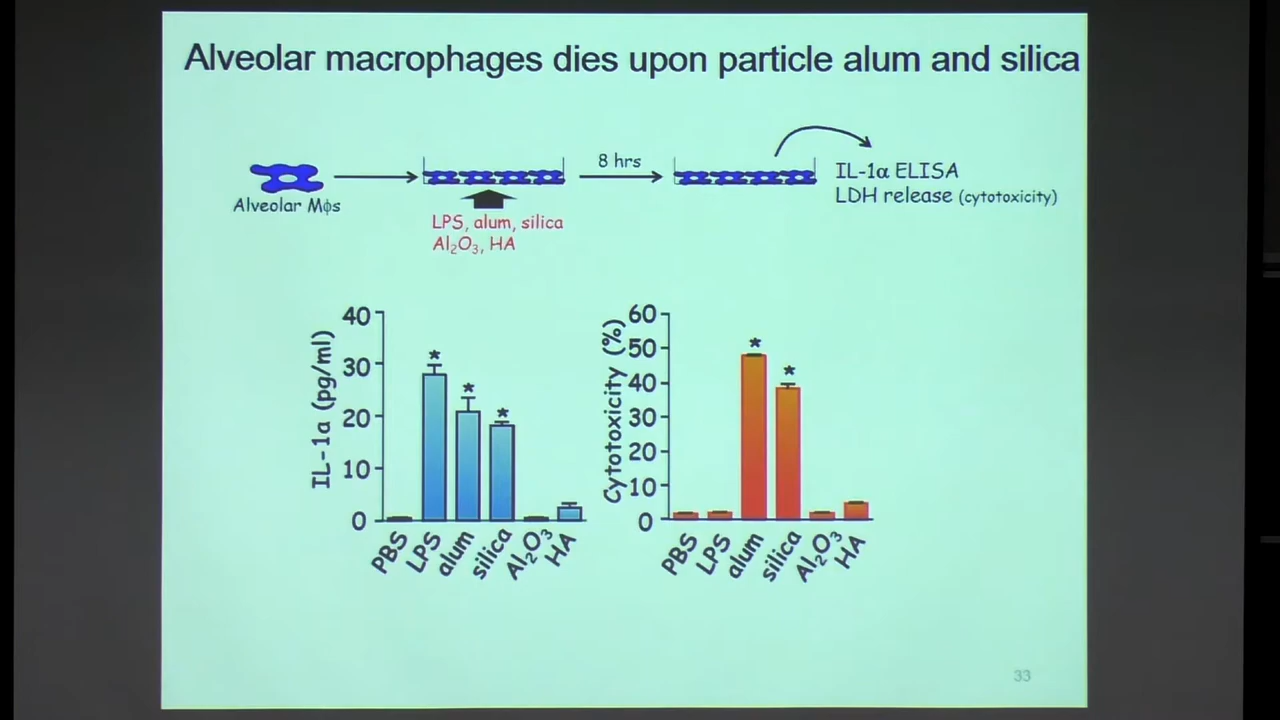 Alveolar macrophages dies upon particle alum and silica
Alveolar Mϕs
LPS, alum, silica
Al₂O₃, HA
8 hrs
IL-1α ELISA
LDH release (cytotoxicity)
IL-1α (pg/ml)
40
30
20
10
0
*
*
*
PBS
LPS
alum
silica
Al₂O₃
HA
Cytotoxicity (%)
60
50
40
30
20
10
0
*
*
PBS
LPS
alum
silica
Al₂O₃
HA
33